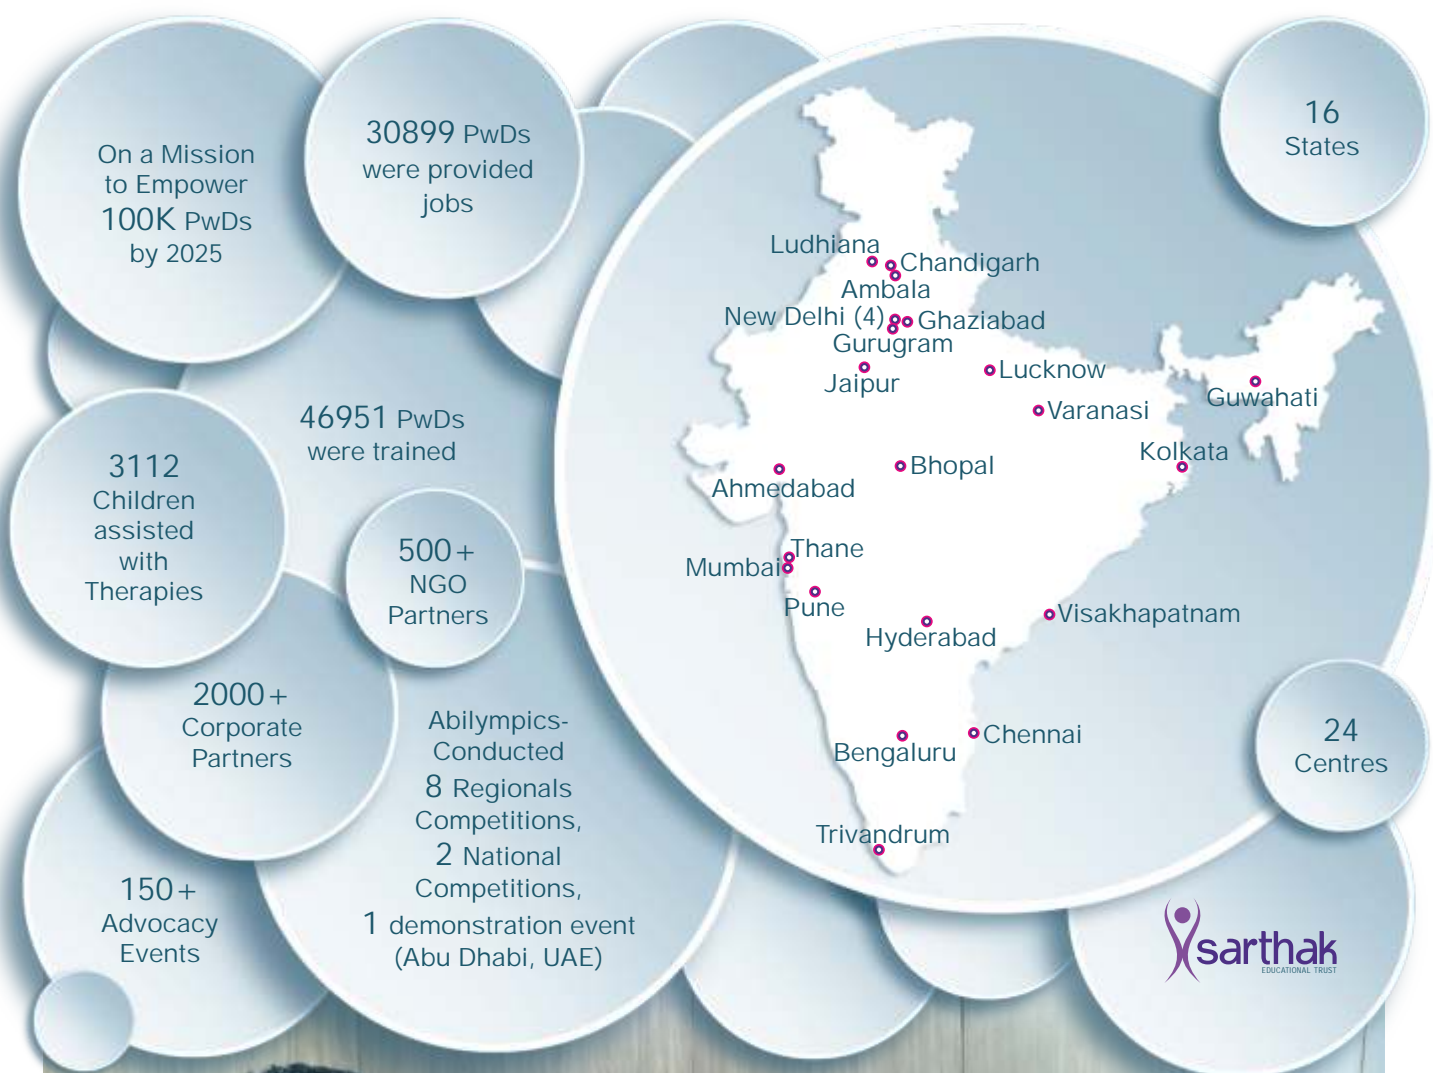 On a Mission
to Empower
100K PwDs
by 2025
30899 PwDs
were provided
jobs
16
States
46951 PwDs
were trained
3112
Children
assisted
with
Therapies
500+
NGO
Partners
2000+
Corporate
Partners
Abilympics-
Conducted
8 Regionals
Competitions,
2 National
Competitions,
1 demonstration event
(Abu Dhabi, UAE)
150+
Advocacy
Events
Ludhiana
Chandigarh
Ambala
New Delhi (4)
Ghaziabad
Gurugram
Jaipur
Lucknow
Guwahati
Varanasi
Kolkata
Bhopal
Ahmedabad
Thane
Mumbai
Pune
Visakhapatnam
Hyderabad
Bengaluru
Chennai
Trivandrum
24
Centres
sarthak
EDUCATIONAL TRUST